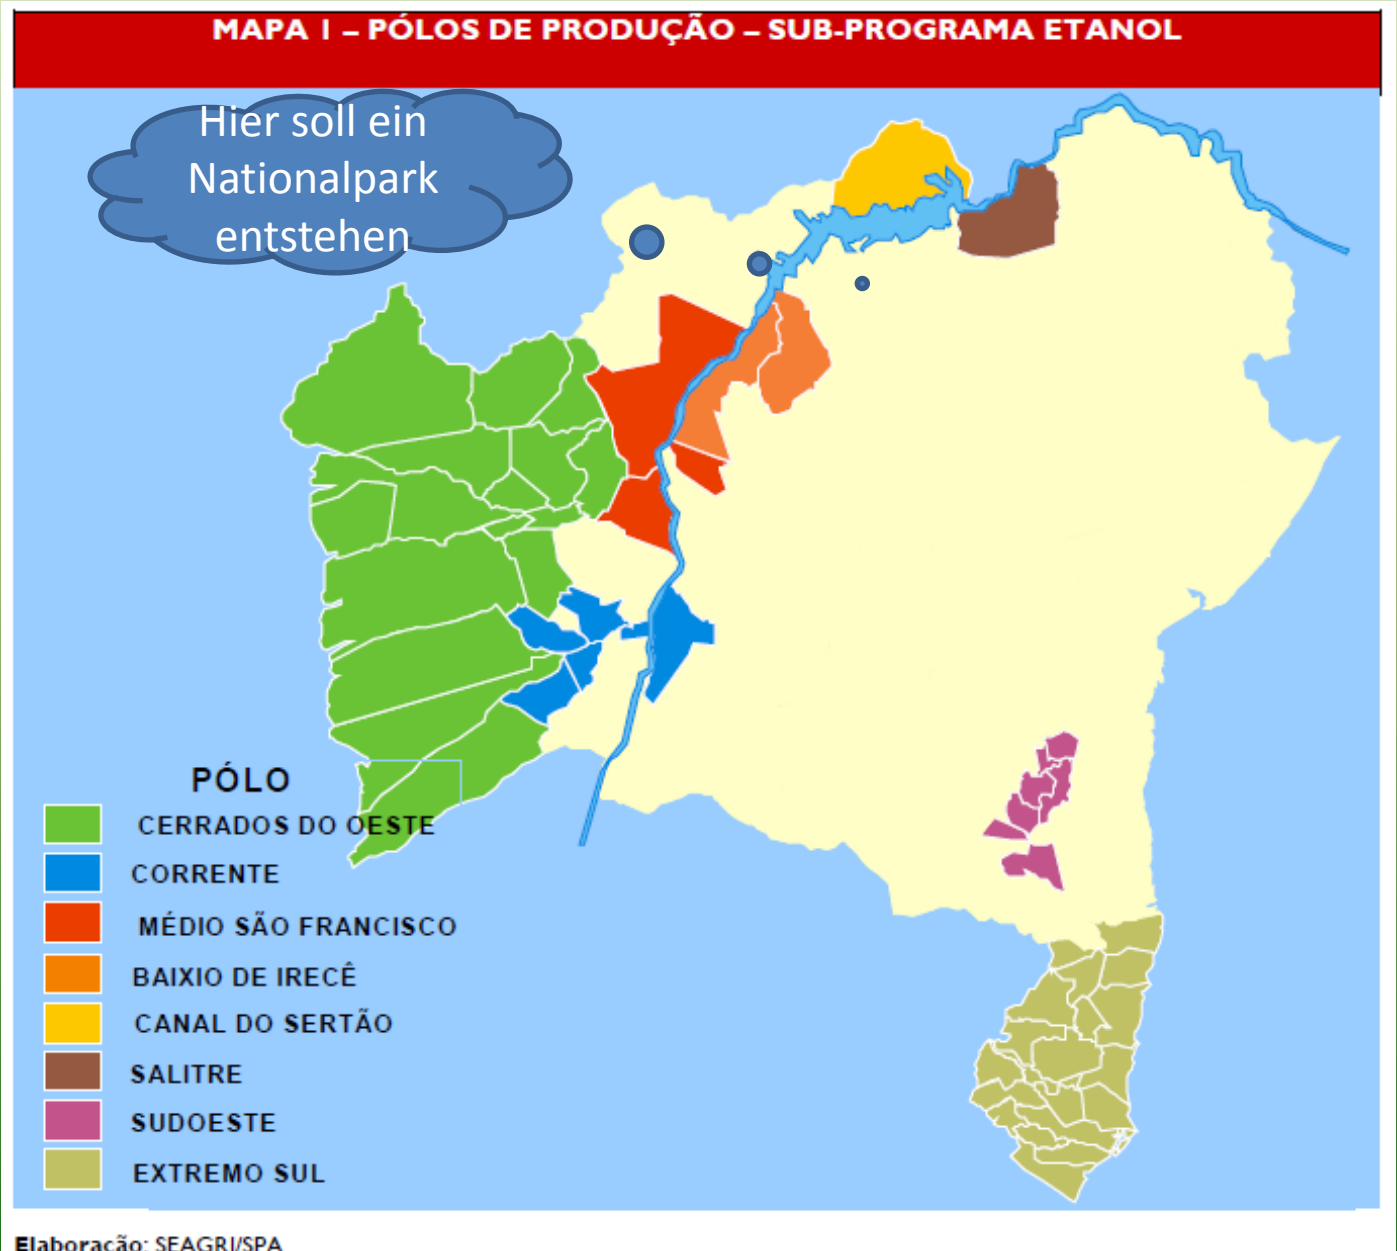 MAPA I – PÓLOS DE PRODUÇÃO – SUB-PROGRAMA ETANOL
Hier soll ein
Nationalpark
entstehen
PÓLO
CERRADOS DO OESTE
CORRENTE
MÉDIO SÃO FRANCISCO
BAIXIO DE IRECÊ
CANAL DO SERTÃO
SALITRE
SUDOESTE
EXTREMO SUL
Elaboração: SEAGRI/SPA